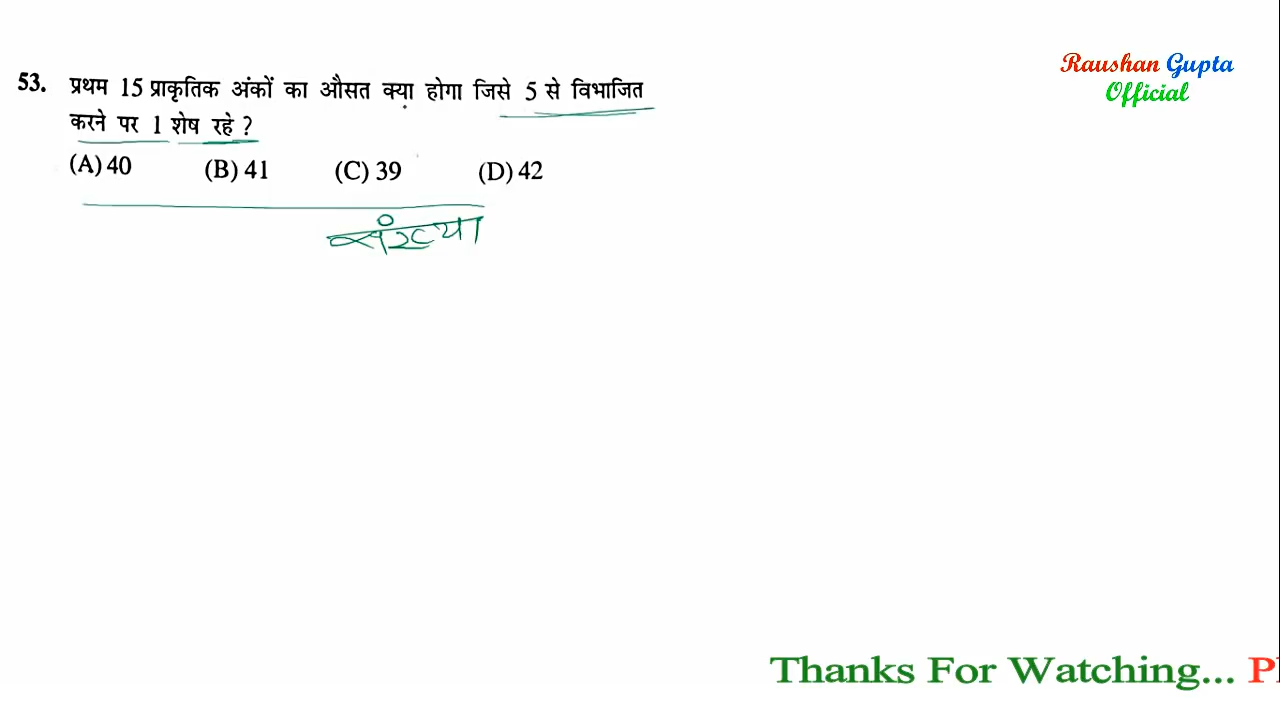 Raushan Gupta
Official
53. प्रथम 15 प्राकृतिक अंकों का औसत क्या होगा जिसे 5 से विभाजित
करने पर 1 शेष रहे ?
(A) 40 (B) 41 (C) 39 (D) 42
संख्या
Thanks For Watching... Pl